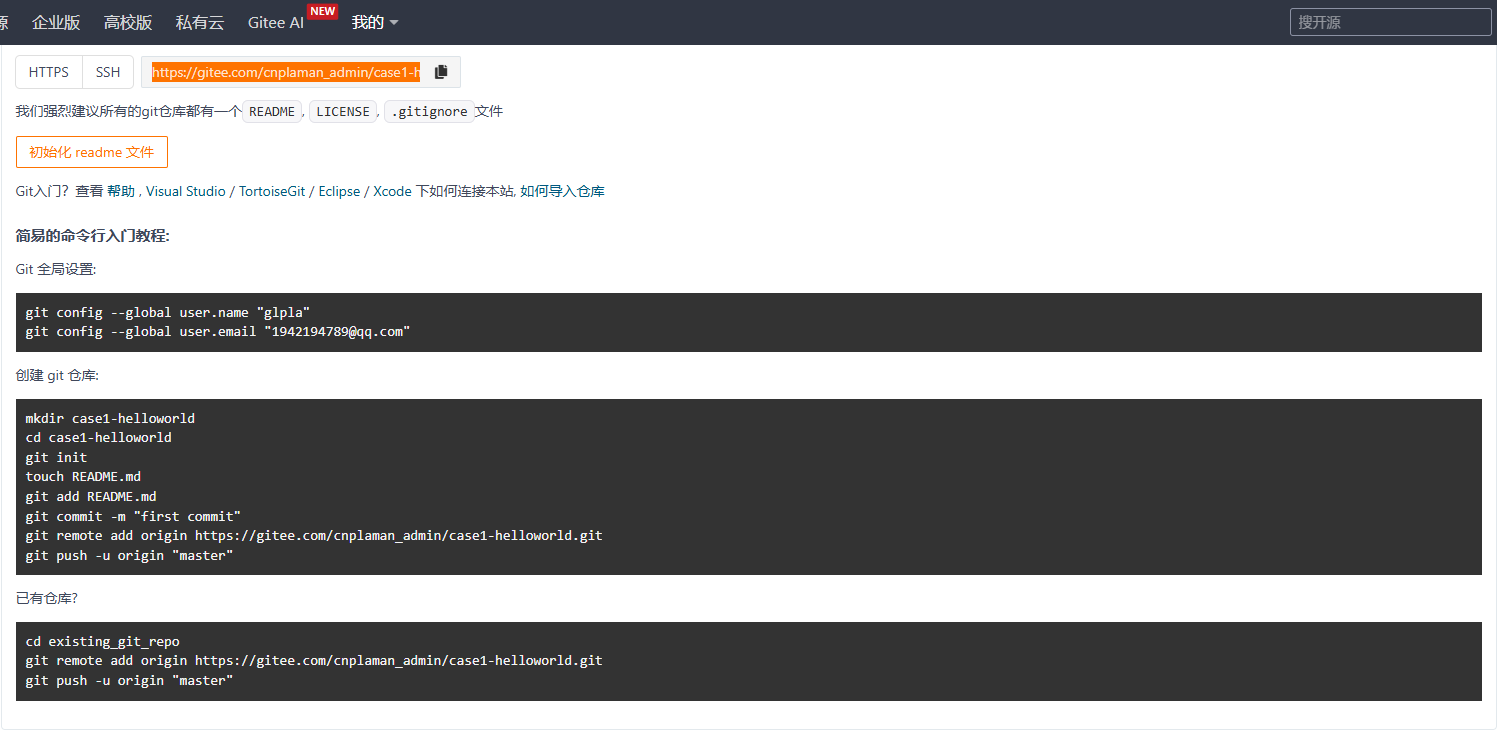 源 企业版 高校版 私有云 Gitee AI NEW 我的 搜开源
HTTPS SSH https://gitee.com/cnplaman_admin/case1-h
我们强烈建议所有的git仓库都有一个 README , LICENSE , .gitignore 文件
初始化 readme 文件
Git入门？查看 帮助 , Visual Studio / TortoiseGit / Eclipse / Xcode 下如何连接本站, 如何导入仓库
简易的命令行入门教程:
Git 全局设置:
git config --global user.name "glpla"
git config --global user.email "1942194789@qq.com"
创建 git 仓库:
mkdir case1-helloworld
cd case1-helloworld
git init
touch README.md
git add README.md
git commit -m "first commit"
git remote add origin https://gitee.com/cnplaman_admin/case1-helloworld.git
git push -u origin "master"
已有仓库?
cd existing_git_repo
git remote add origin https://gitee.com/cnplaman_admin/case1-helloworld.git
git push -u origin "master"